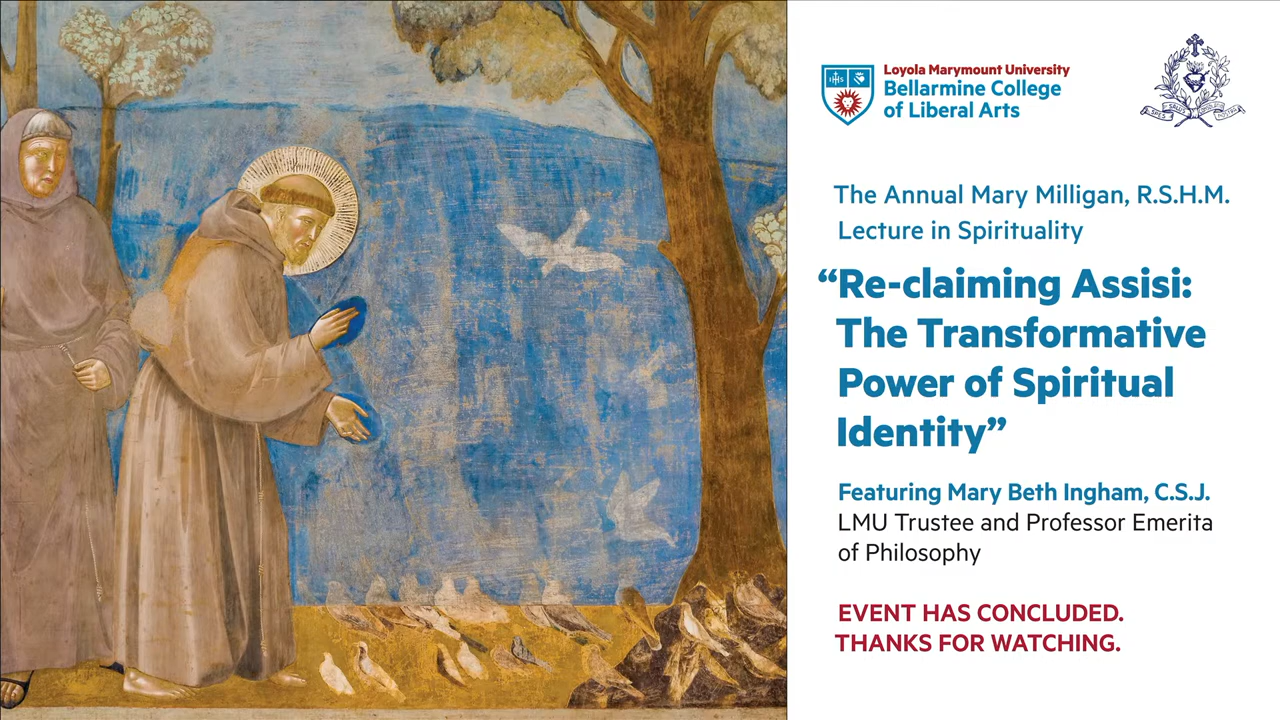 Loyola Marymount University
Bellarmine College
of Liberal Arts
The Annual Mary Milligan, R.S.H.M.
Lecture in Spirituality
“Re-claiming Assisi:
The Transformative
Power of Spiritual
Identity”
Featuring Mary Beth Ingham, C.S.J.
LMU Trustee and Professor Emerita
of Philosophy
EVENT HAS CONCLUDED.
THANKS FOR WATCHING.